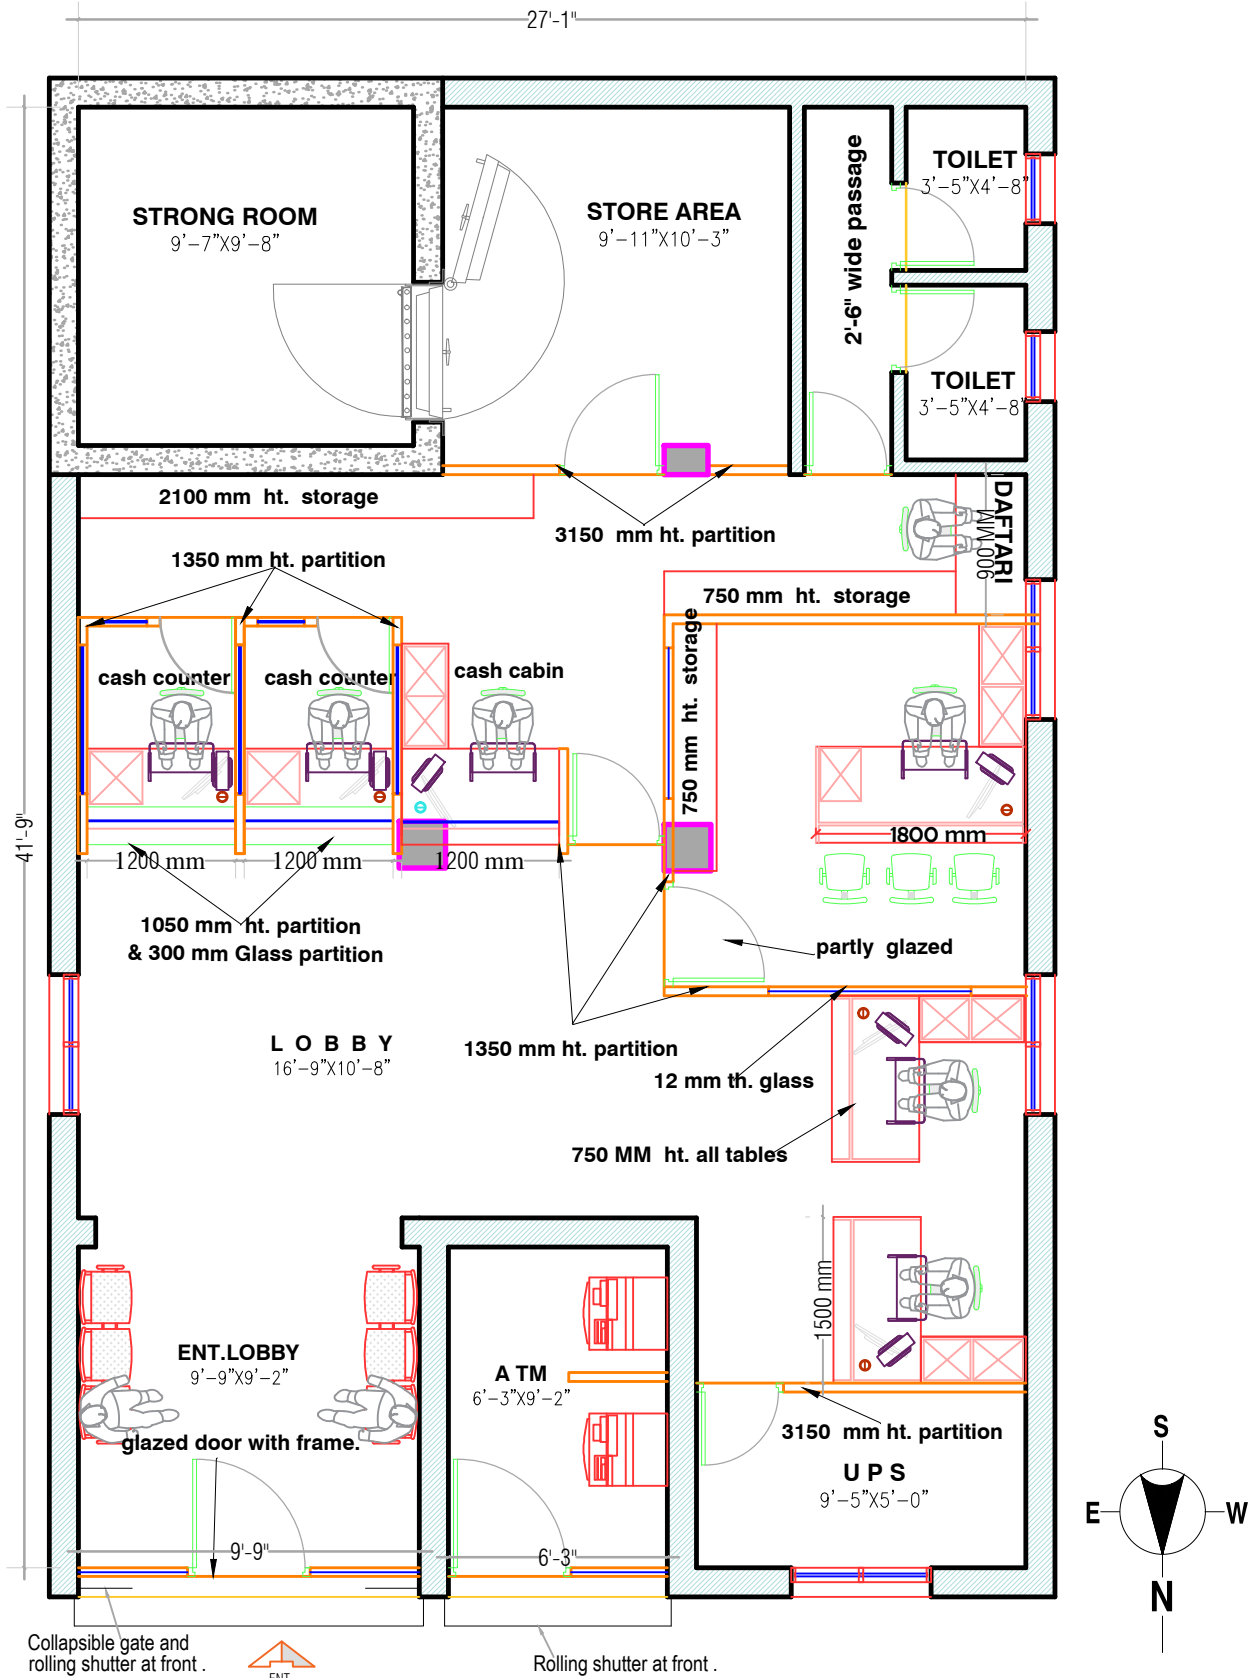 27'-1"
STRONG ROOM
9'-7"X9'-8"
STORE AREA
9'-11"X10'-3"
2'-6" wide passage
TOILET
3'-5"X4'-8"
TOILET
3'-5"X4'-8"
2100 mm ht. storage
3150 mm ht. partition
DAFTARI
900 MM
1350 mm ht. partition
750 mm ht. storage
750 mm ht. storage
cash counter
cash counter
cash cabin
41'-9"
1800 mm
1200 mm
1200 mm
1200 mm
1050 mm ht. partition
& 300 mm Glass partition
partly glazed
L O B B Y
16'-9"X10'-8"
1350 mm ht. partition
12 mm th. glass
750 MM ht. all tables
1500 mm
ENT.LOBBY
9'-9"X9'-2"
A TM
6'-3"X9'-2"
glazed door with frame.
3150 mm ht. partition
U P S
9'-5"X5'-0"
S
E
W
N
9'-9"
6'-3"
Collapsible gate and
rolling shutter at front .
ENT
Rolling shutter at front .